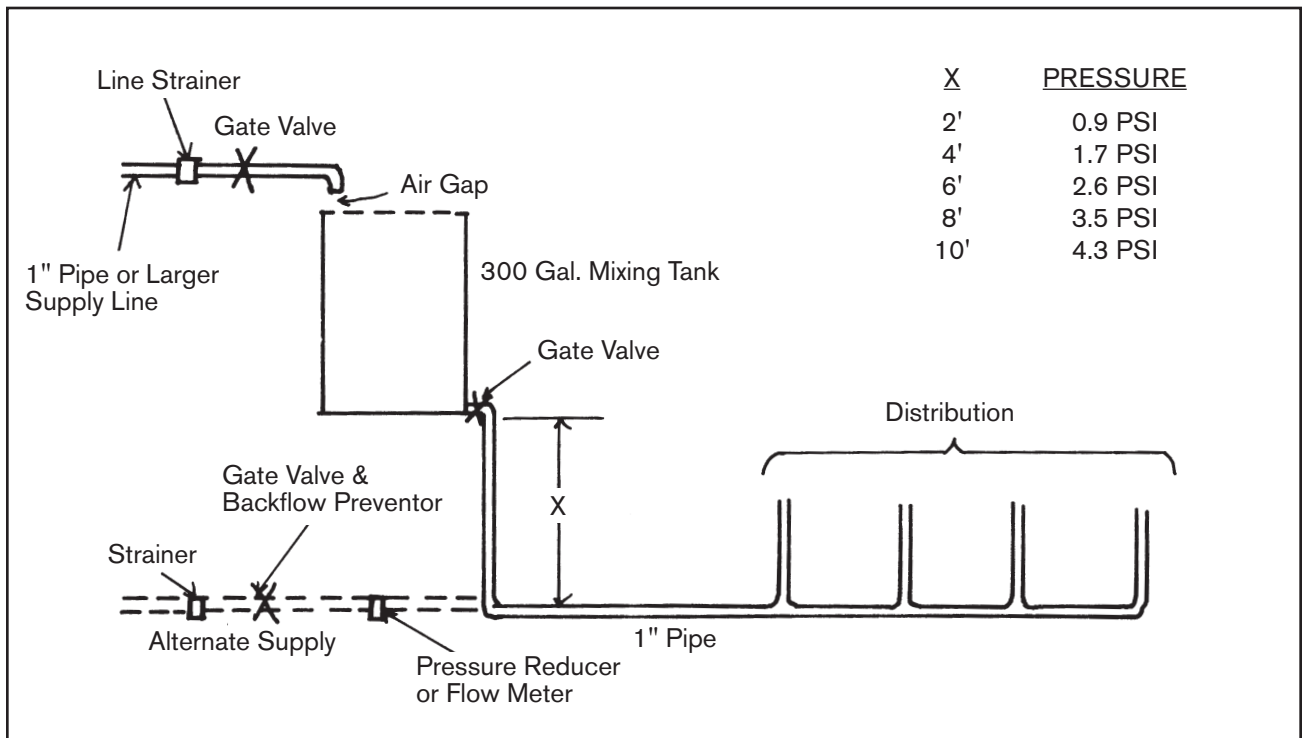 Line Strainer
Gate Valve
Air Gap
1" Pipe or Larger
Supply Line
300 Gal. Mixing Tank
Gate Valve
X PRESSURE
2' 0.9 PSI
4' 1.7 PSI
6' 2.6 PSI
8' 3.5 PSI
10' 4.3 PSI
Distribution
Gate Valve &
Backflow Preventor
X
Strainer
Alternate Supply
1" Pipe
Pressure Reducer
or Flow Meter